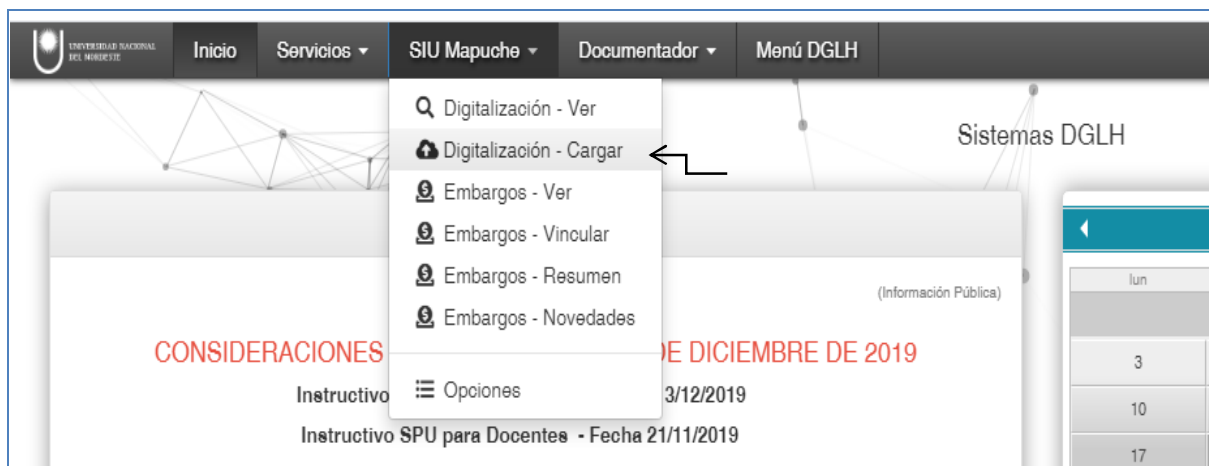 UNIVERSIDAD NACIONAL
DEL NORDESTE
Inicio Servicios SIU Mapuche Documentador Menú DGLH
Digitalización - Ver
Digitalización - Cargar
Embargos - Ver
Embargos - Vincular
Embargos - Resumen
Embargos - Novedades
Opciones
Sistemas DGLH
(Información Pública)
CONSIDERACIONES DE DICIEMBRE DE 2019
Instructivo 3/12/2019
Instructivo SPU para Docentes - Fecha 21/11/2019
lun
3
10
17